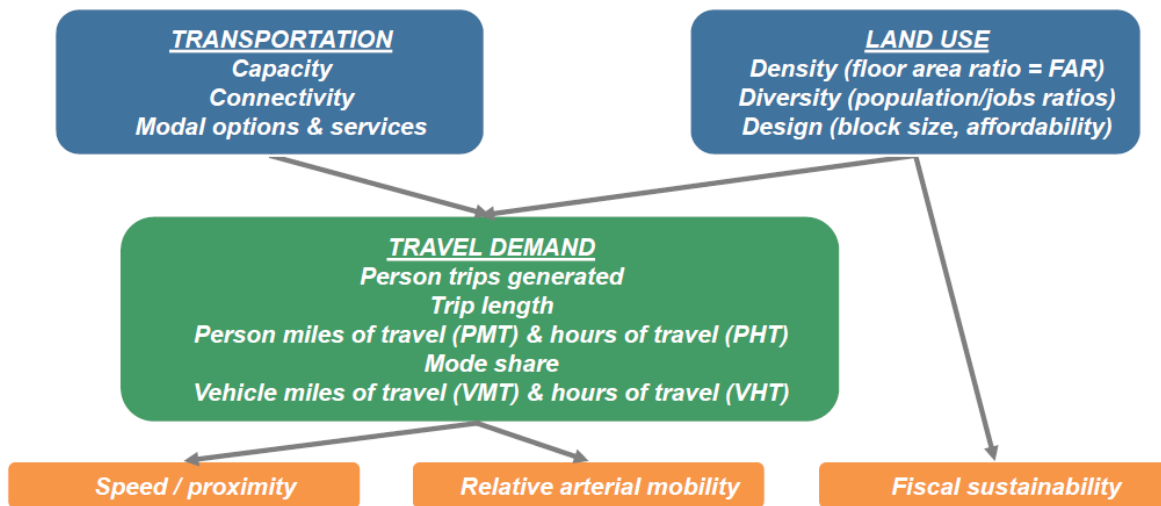 TRANSPORTATION
Capacity
Connectivity
Modal options & services
LAND USE
Density (floor area ratio = FAR)
Diversity (population/jobs ratios)
Design (block size, affordability)
TRAVEL DEMAND
Person trips generated
Trip length
Person miles of travel (PMT) & hours of travel (PHT)
Mode share
Vehicle miles of travel (VMT) & hours of travel (VHT)
Speed / proximity
Relative arterial mobility
Fiscal sustainability